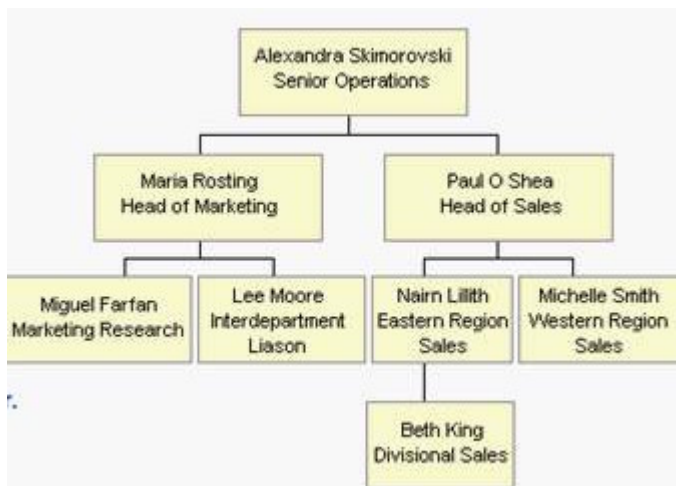 Alexandra Skimorovski
Senior Operations
Maria Rosting
Head of Marketing
Paul O Shea
Head of Sales
Miguel Farfan
Marketing Research
Lee Moore
Interdepartment
Liason
Nairn Lillith
Eastern Region
Sales
Michelle Smith
Western Region
Sales
Beth King
Divisional Sales